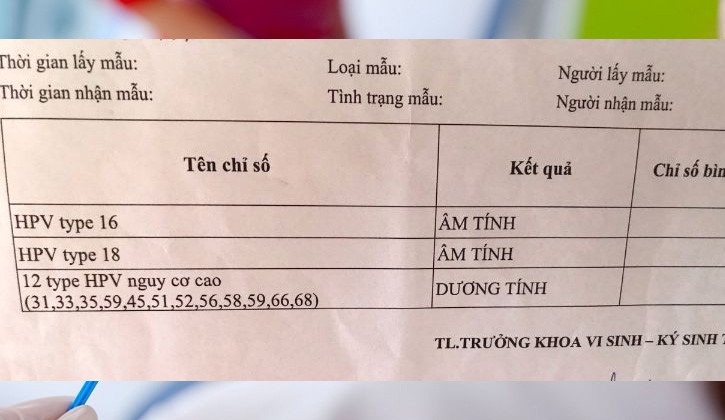 Thời gian lấy mẫu: Loại mẫu: Người lấy mẫu:
Thời gian nhận mẫu: Tình trạng mẫu: Người nhận mẫu:
Tên chỉ số Kết quả Chỉ số bìn
HPV type 16 ÂM TÍNH
HPV type 18 ÂM TÍNH
12 type HPV nguy cơ cao
(31,33,35,59,45,51,52,56,58,59,66,68) DƯƠNG TÍNH
TL.TRƯỞNG KHOA VI SINH – KÝ SINH T